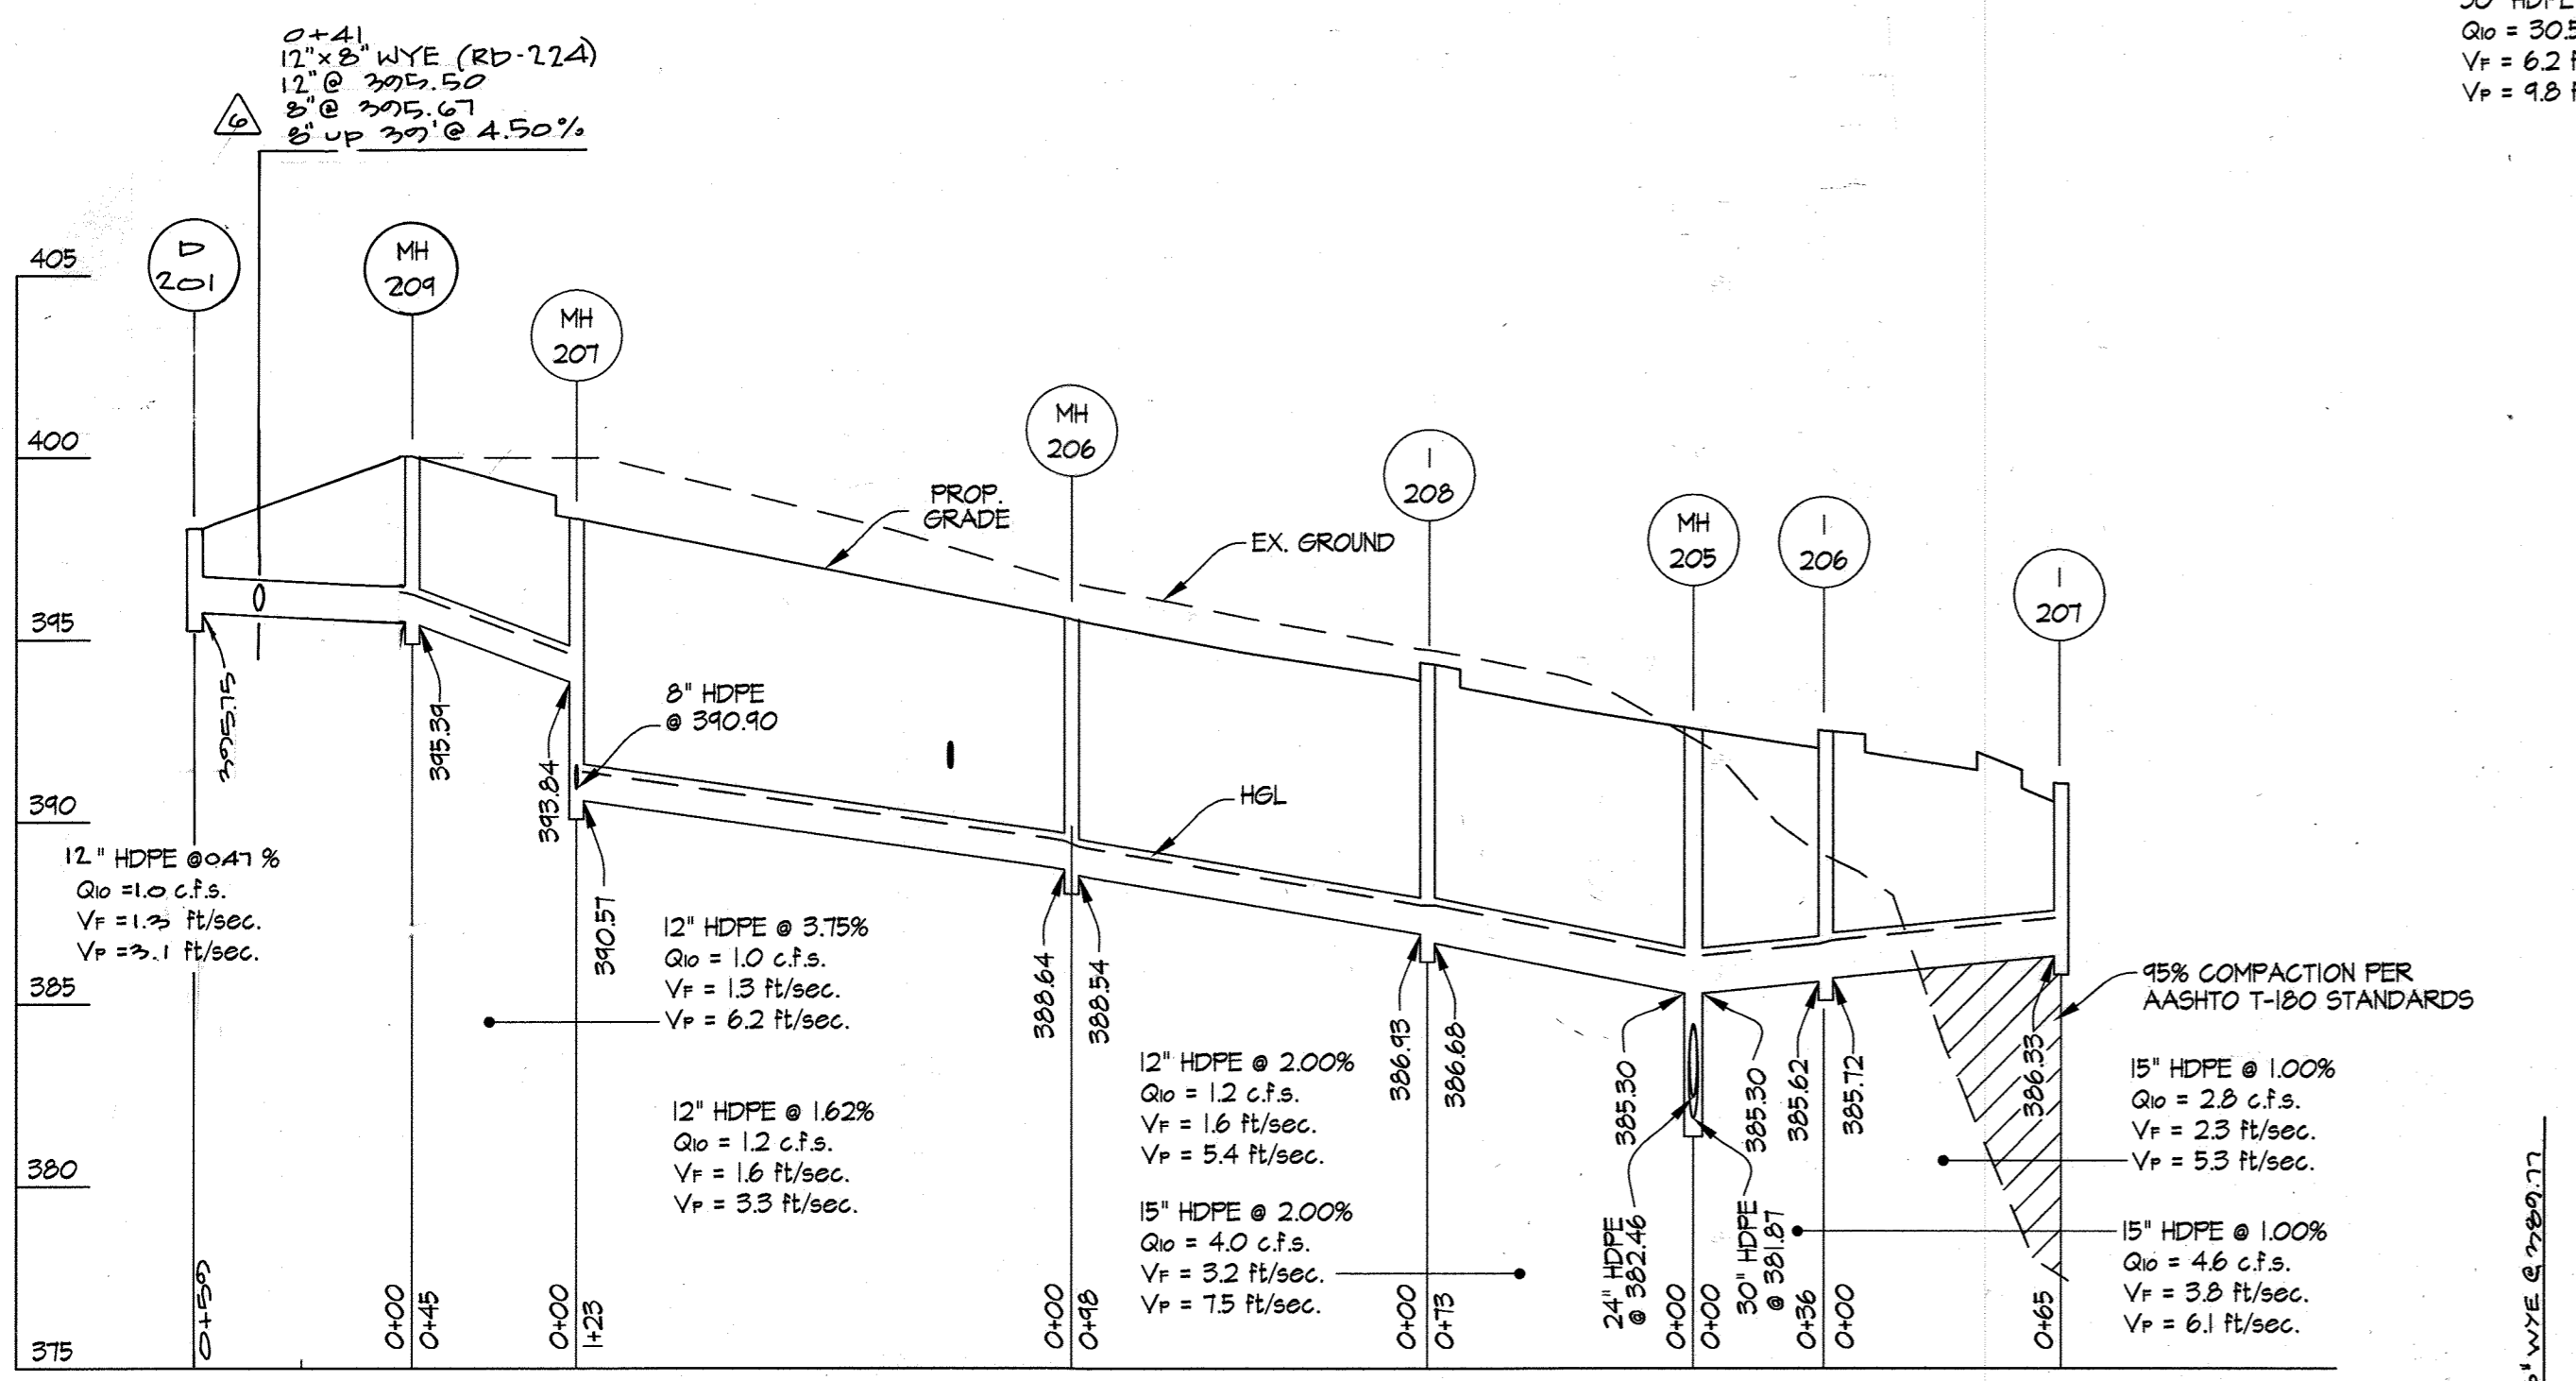 0+41
12"x8" WYE (RD-224)
12"@ 395.50
8"@ 395.67
8" UP 39'@ 4.50%
6
30" HDPE
Q10 = 30.5
VF = 6.2 f
VP = 9.8 f
D
201
MH
209
MH
207
MH
206
I
208
MH
205
I
206
I
207
405
400
395
390
385
380
375
PROP.
GRADE
EX. GROUND
HGL
8" HDPE
@ 390.90
395.75
395.39
393.84
390.57
388.64
388.54
386.93
386.68
385.30
385.30
385.62
385.72
386.33
24" HDPE
@ 382.46
30" HDPE
@ 381.87
95% COMPACTION PER
AASHTO T-180 STANDARDS
12" HDPE @0.47 %
Q10 =1.0 c.f.s.
VF =1.3 ft/sec.
VP =3.1 ft/sec.
12" HDPE @ 3.75%
Q10 = 1.0 c.f.s.
VF = 1.3 ft/sec.
VP = 6.2 ft/sec.
12" HDPE @ 1.62%
Q10 = 1.2 c.f.s.
VF = 1.6 ft/sec.
VP = 3.3 ft/sec.
12" HDPE @ 2.00%
Q10 = 1.2 c.f.s.
VF = 1.6 ft/sec.
VP = 5.4 ft/sec.
15" HDPE @ 2.00%
Q10 = 4.0 c.f.s.
VF = 3.2 ft/sec.
VP = 7.5 ft/sec.
15" HDPE @ 1.00%
Q10 = 2.8 c.f.s.
VF = 2.3 ft/sec.
VP = 5.3 ft/sec.
15" HDPE @ 1.00%
Q10 = 4.6 c.f.s.
VF = 3.8 ft/sec.
VP = 6.1 ft/sec.
0+59
0+00
0+45
0+00
1+23
0+00
0+98
0+00
0+73
0+00
0+00
0+36
0+00
0+65
" WYE @ 389.77